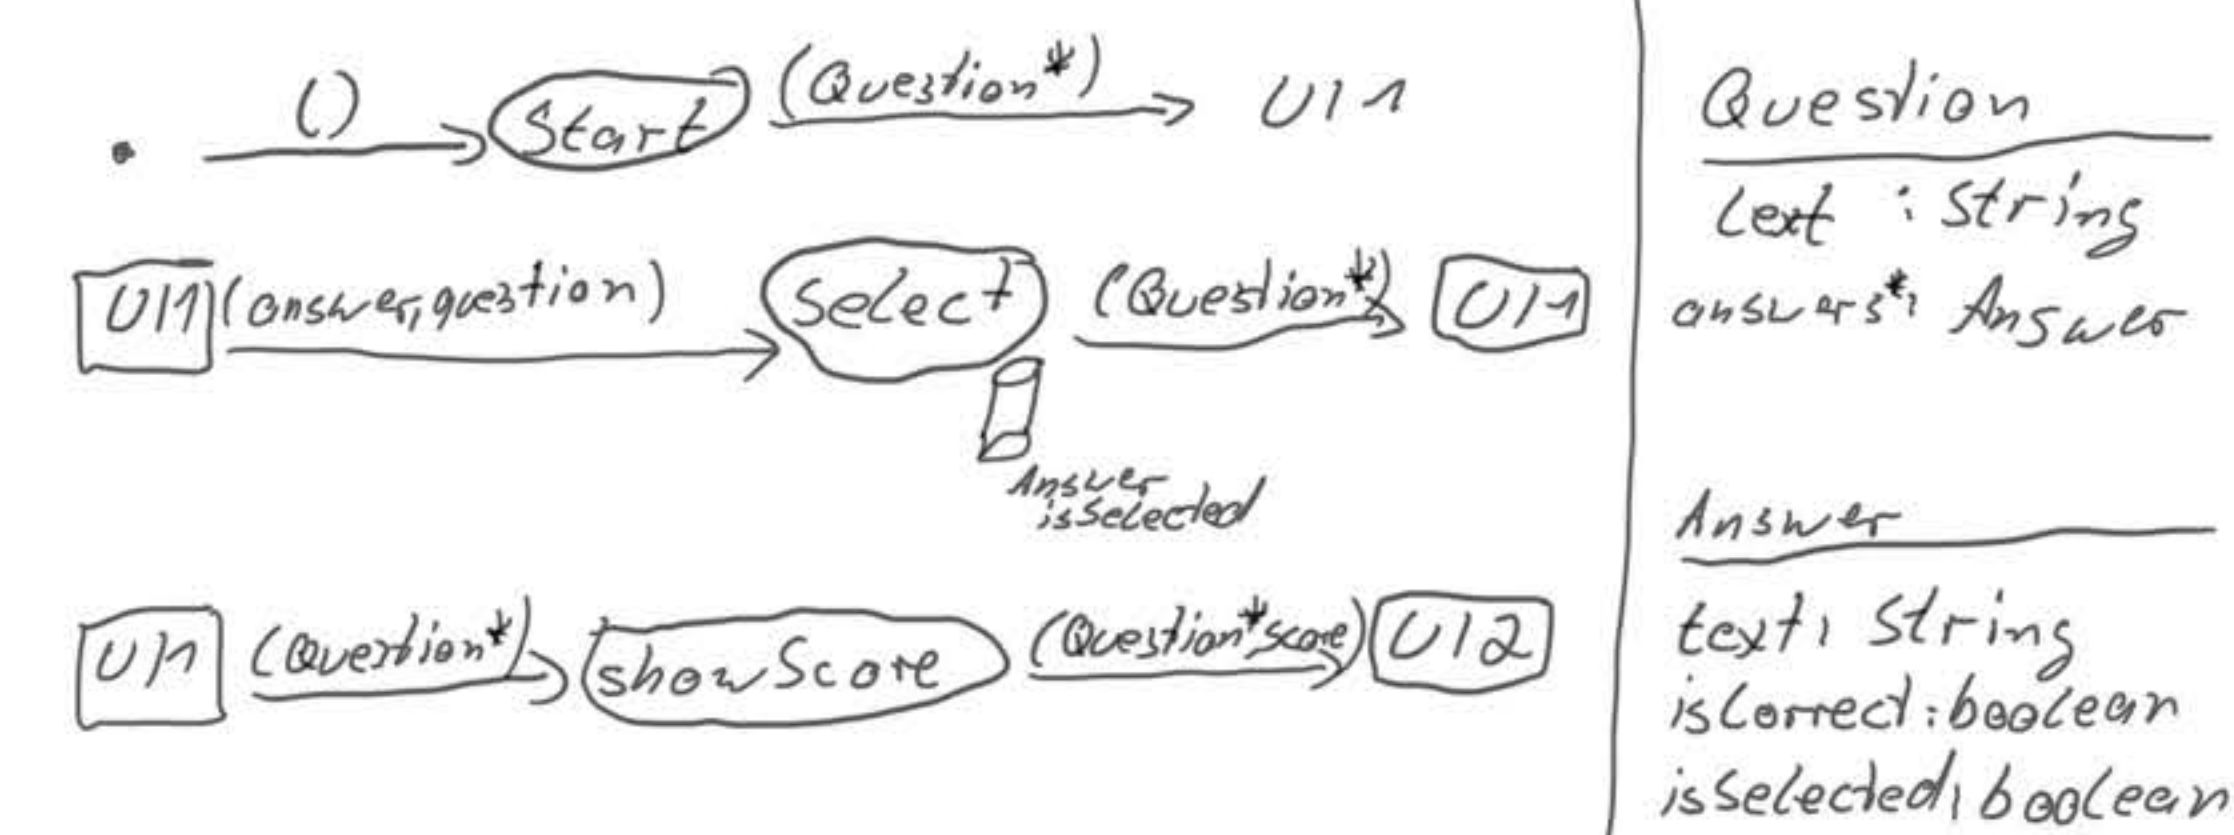 () Start (Question*) UI1
UI1 (answer, question) Select (Question*) UI1
Answer
isSelected
UI1 (Question*) showScore (Question*, score) UI2
Question
text : String
answers*: Answer
Answer
text: String
isCorrect: boolean
isSelected: boolean